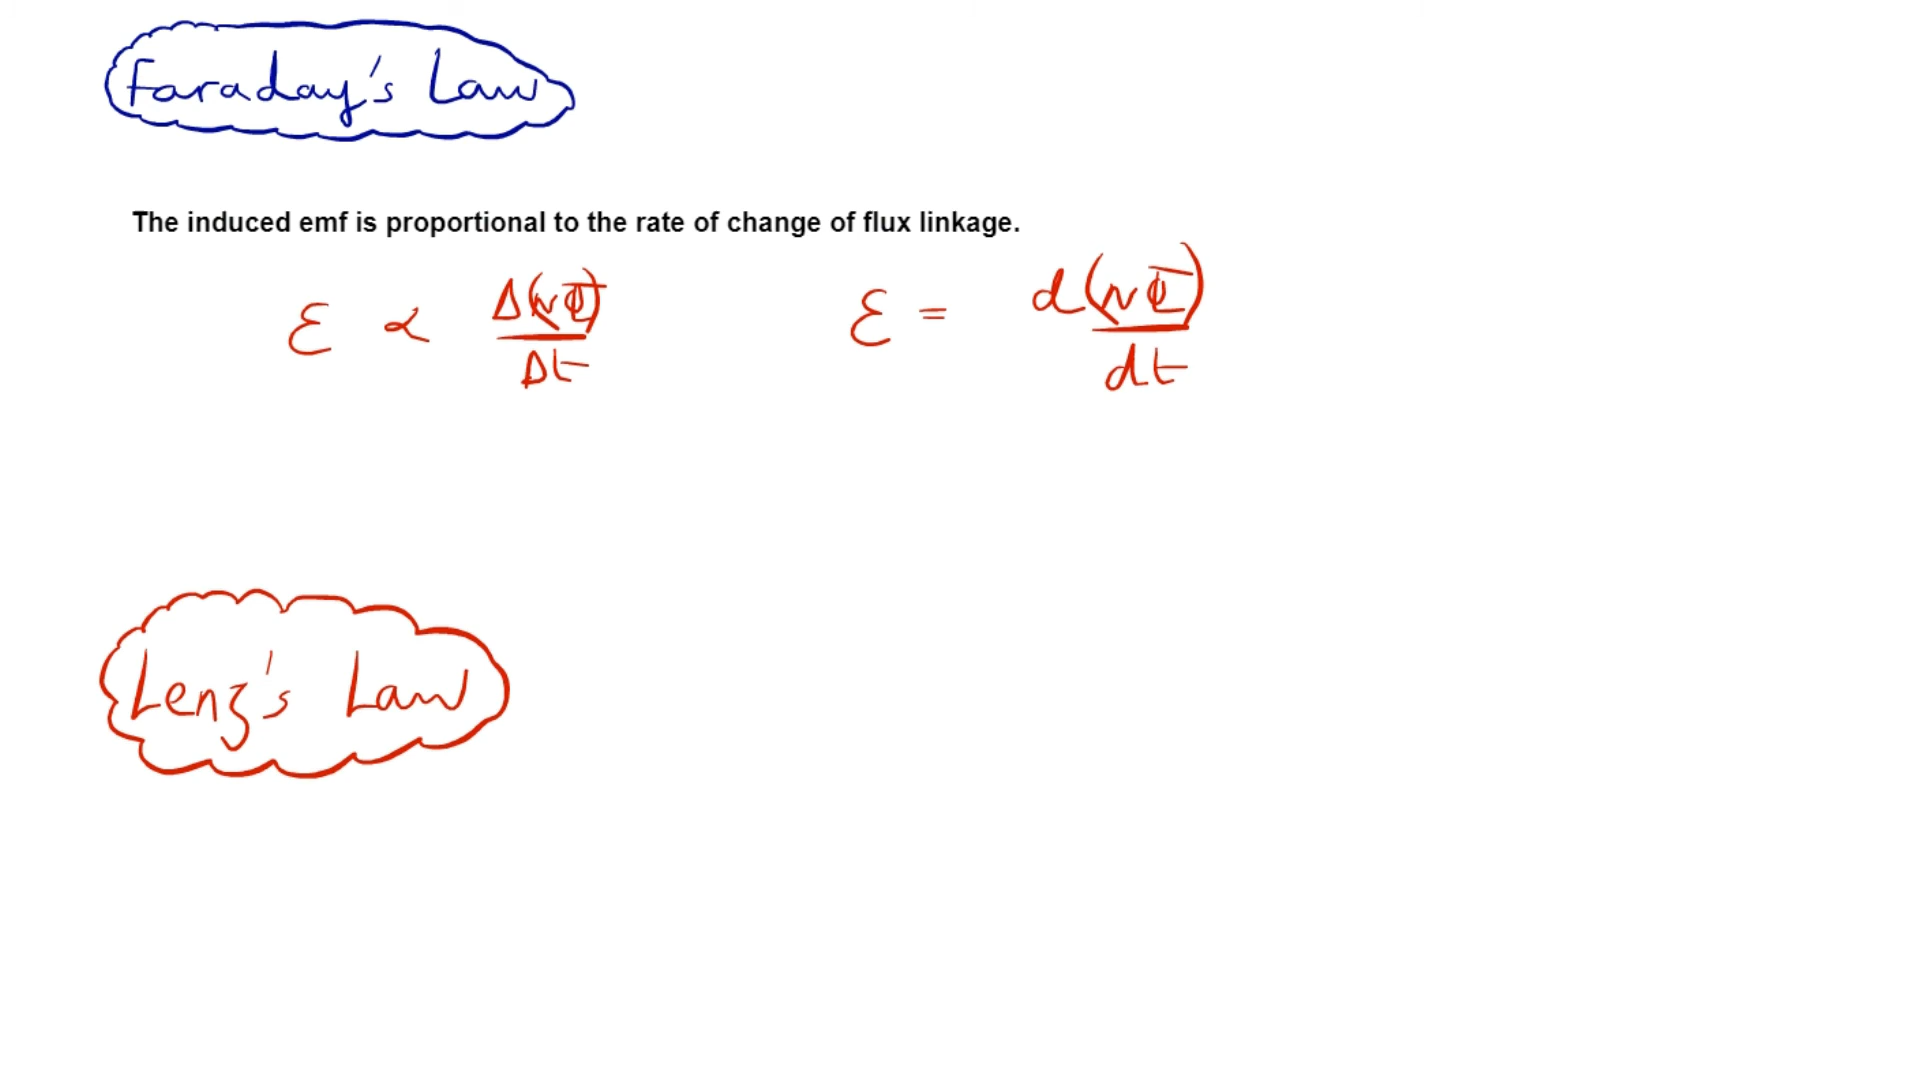 Faraday's Law
The induced emf is proportional to the rate of change of flux linkage.
ε ∝ Δ(NΦ)/Δt    ε = d(NΦ)/dt
Lenz's Law